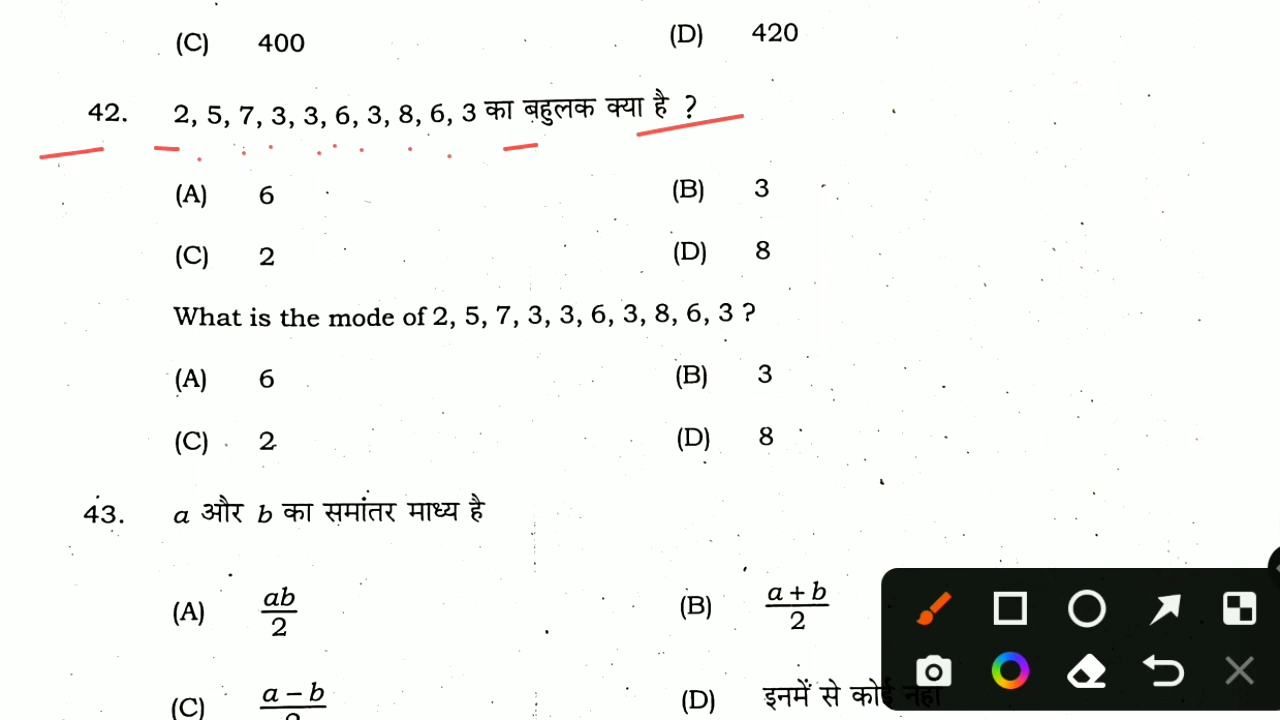 (C) 400 (D) 420
42. 2, 5, 7, 3, 3, 6, 3, 8, 6, 3 का बहुलक क्या है ?
(A) 6 (B) 3
(C) 2 (D) 8
What is the mode of 2, 5, 7, 3, 3, 6, 3, 8, 6, 3 ?
(A) 6 (B) 3
(C) 2 (D) 8
43. a और b का समांतर माध्य है
(A) ab/2 (B) a + b/2
(C) a – b (D) इनमें से कोई नहीं